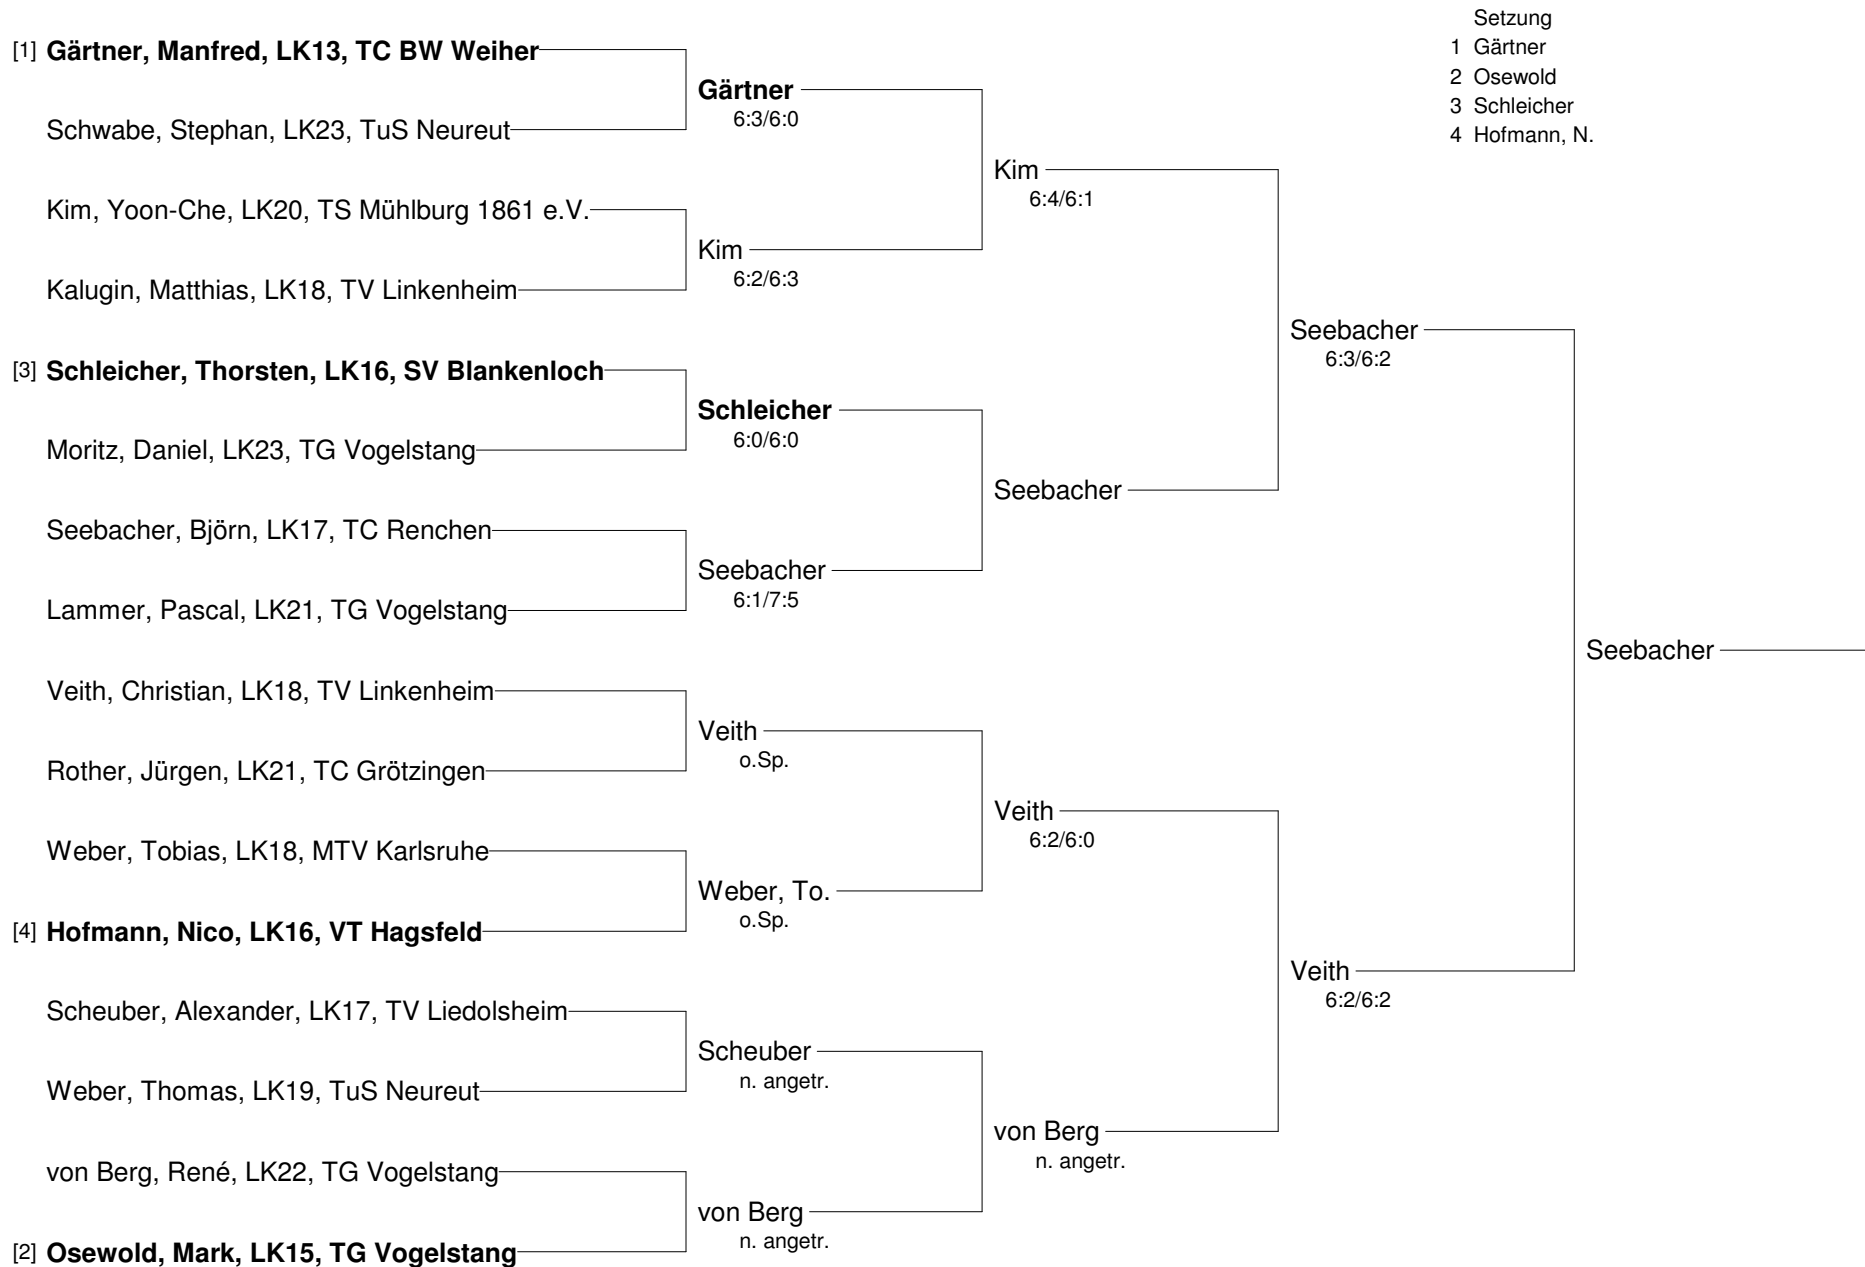 Setzung
1 Gärtner
2 Osewold
3 Schleicher
4 Hofmann, N.
[1] Gärtner, Manfred, LK13, TC BW Weiher
Schwabe, Stephan, LK23, TuS Neureut
Kim, Yoon-Che, LK20, TS Mühlburg 1861 e.V.
Kalugin, Matthias, LK18, TV Linkenheim
[3] Schleicher, Thorsten, LK16, SV Blankenloch
Moritz, Daniel, LK23, TG Vogelstang
Seebacher, Björn, LK17, TC Renchen
Lammer, Pascal, LK21, TG Vogelstang
Veith, Christian, LK18, TV Linkenheim
Rother, Jürgen, LK21, TC Grötzingen
Weber, Tobias, LK18, MTV Karlsruhe
[4] Hofmann, Nico, LK16, VT Hagsfeld
Scheuber, Alexander, LK17, TV Liedolsheim
Weber, Thomas, LK19, TuS Neureut
von Berg, René, LK22, TG Vogelstang
[2] Osewold, Mark, LK15, TG Vogelstang
Gärtner
6:3/6:0
Kim
6:2/6:3
Schleicher
6:0/6:0
Seebacher
6:1/7:5
Veith
o.Sp.
Weber, To.
o.Sp.
Scheuber
n. angetr.
von Berg
n. angetr.
Kim
6:4/6:1
Seebacher
Veith
6:2/6:0
von Berg
n. angetr.
Seebacher
6:3/6:2
Veith
6:2/6:2
Seebacher